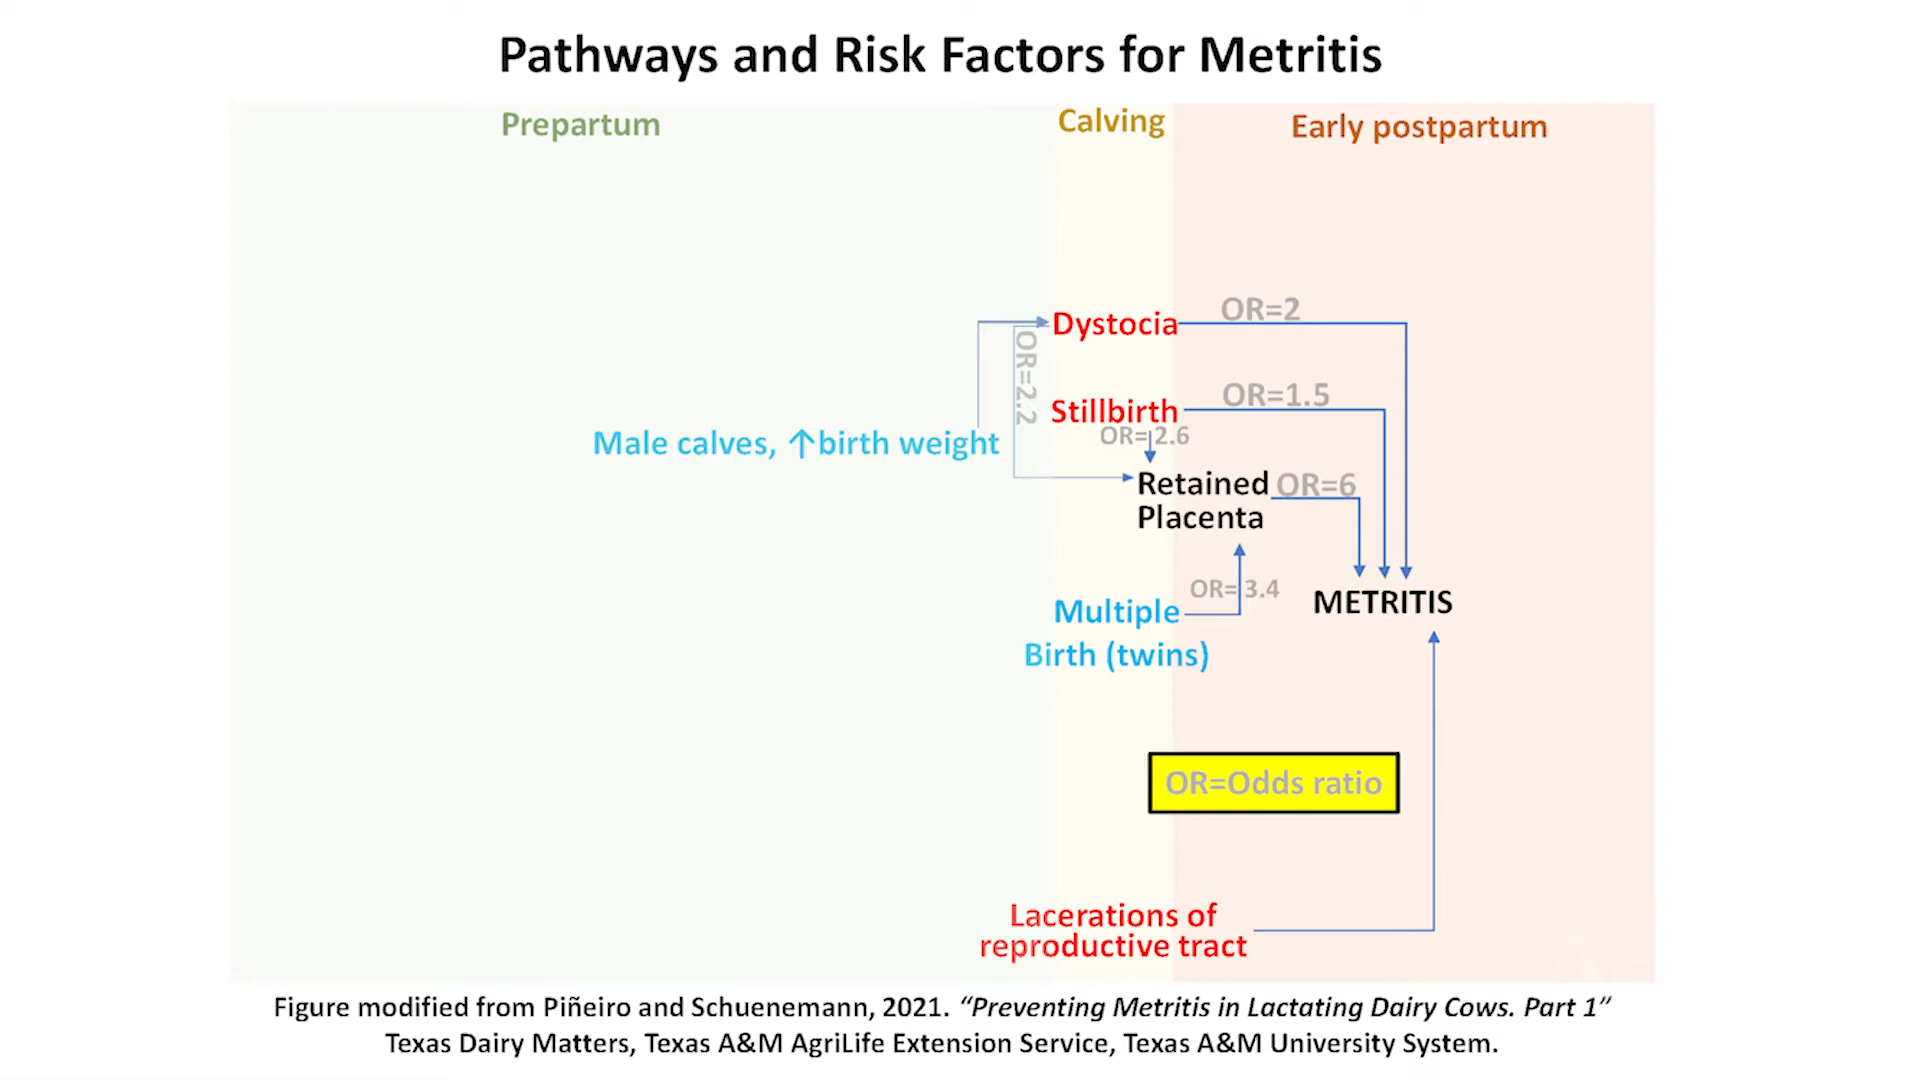 Pathways and Risk Factors for Metritis
Prepartum
Calving
Early postpartum
Dystocia
OR=2
OR=2.2
Stillbirth
OR=1.5
OR= 2.6
Male calves, ↑birth weight
Retained
Placenta
OR=6
OR= 3.4
METRITIS
Multiple
Birth (twins)
OR=Odds ratio
Lacerations of
reproductive tract
Figure modified from Piñeiro and Schuenemann, 2021. “Preventing Metritis in Lactating Dairy Cows. Part 1”
Texas Dairy Matters, Texas A&M AgriLife Extension Service, Texas A&M University System.